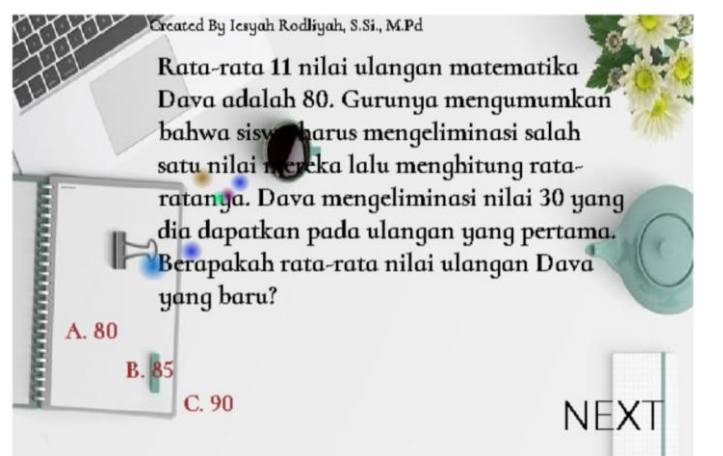 Created By Iesyah Rodliyah, S.Si., M.Pd
Rata-rata 11 nilai ulangan matematika
Dava adalah 80. Gurunya mengumumkan
bahwa siswa harus mengeliminasi salah
satu nilai mereka lalu menghitung rata-
ratanya. Dava mengeliminasi nilai 30 yang
dia dapatkan pada ulangan yang pertama.
Berapakah rata-rata nilai ulangan Dava
yang baru?
A. 80
B. 85
C. 90
NEXT